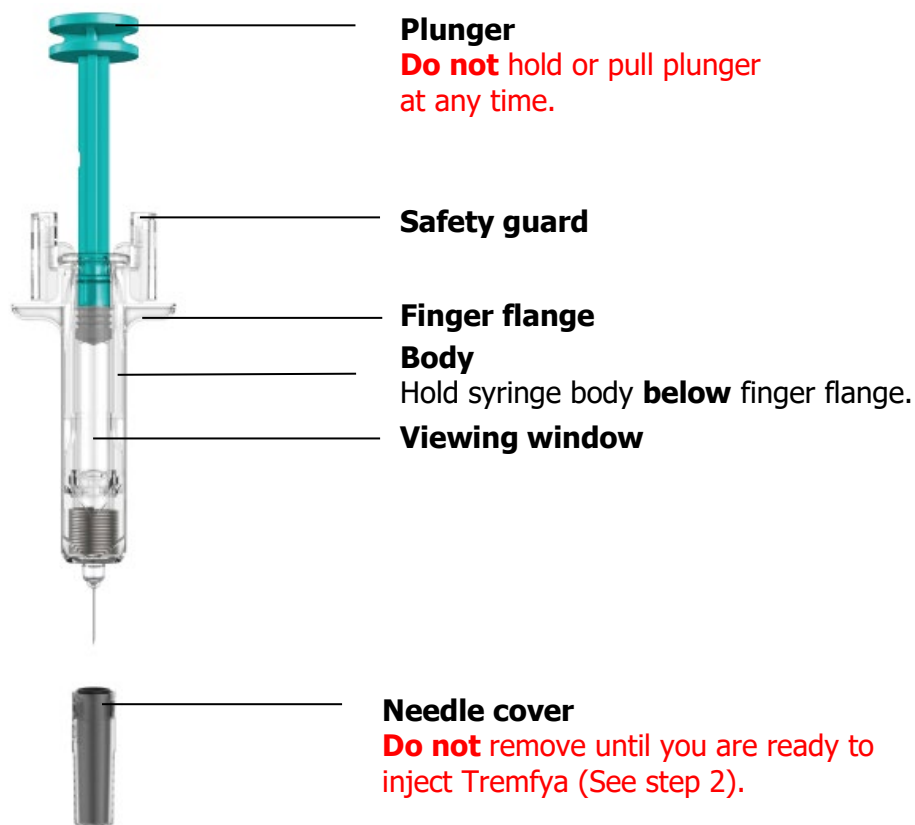 Plunger
Do not hold or pull plunger
at any time.
Safety guard
Finger flange
Body
Hold syringe body below finger flange.
Viewing window
Needle cover
Do not remove until you are ready to
inject Tremfya (See step 2).